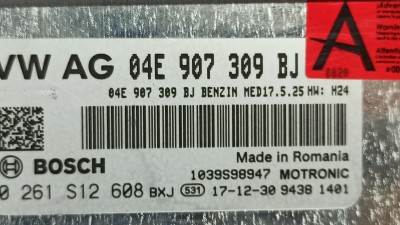 VW AG 04E 907 309 BJ
04E 907 309 BJ BENZIN MED17.5.25 HW: H24
BOSCH
Made in Romania
1039S98947 MOTRONIC
0 261 S12 608 BXJ 531 17-12-30 9438 1401
A
Warning